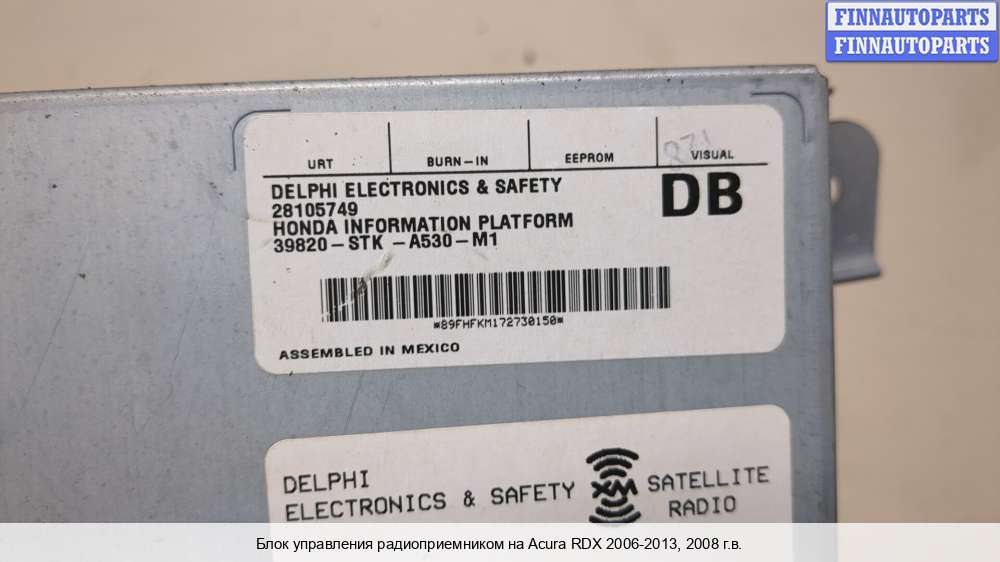 FINNAUTOPARTS
FINNAUTOPARTS
URT BURN-IN EEPROM VISUAL
DELPHI ELECTRONICS & SAFETY
28105749
DB
HONDA INFORMATION PLATFORM
39820-STK -A530-M1
*89FHFKM172730150*
ASSEMBLED IN MEXICO
DELPHI
ELECTRONICS & SAFETY
XM SATELLITE
RADIO
Блок управления радиоприемником на Acura RDX 2006-2013, 2008 г.в.